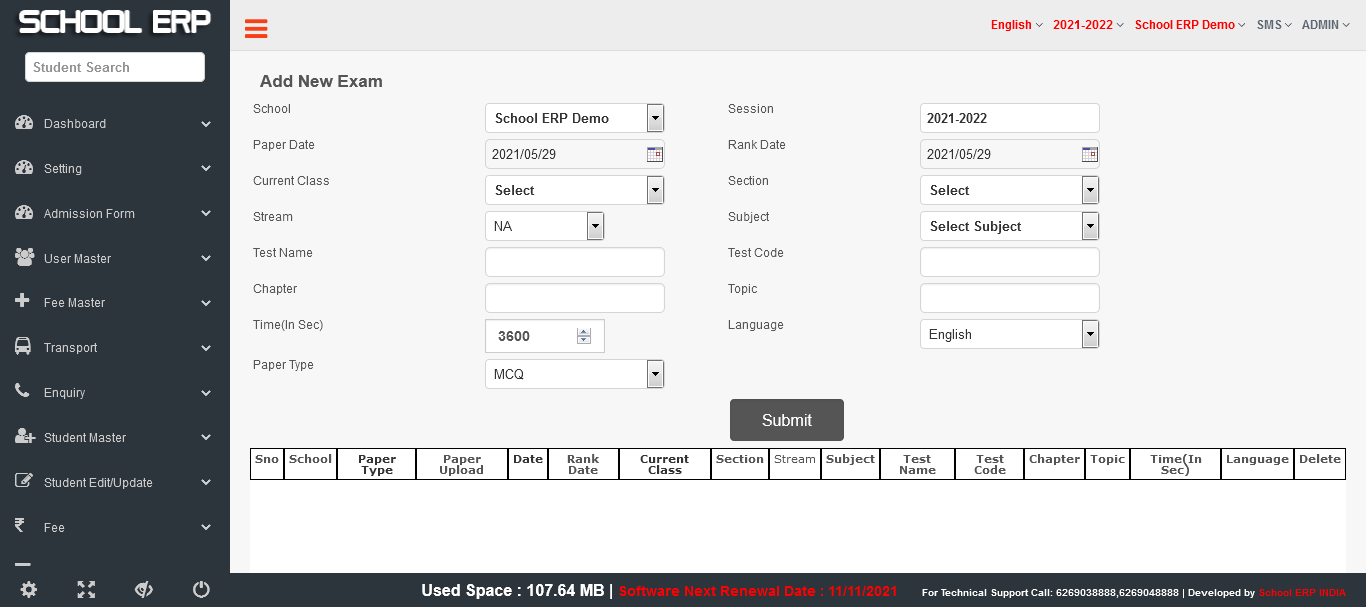 SCHOOL ERP
English
2021-2022
School ERP Demo
SMS
ADMIN
Student Search
Dashboard
Setting
Admission Form
User Master
Fee Master
Transport
Enquiry
Student Master
Student Edit/Update
Fee
Add New Exam
School
School ERP Demo
Session
2021-2022
Paper Date
2021/05/29
Rank Date
2021/05/29
Current Class
Select
Section
Select
Stream
NA
Subject
Select Subject
Test Name
Test Code
Chapter
Topic
Time(In Sec)
3600
Language
English
Paper Type
MCQ
Submit
Sno
School
Paper
Type
Paper
Upload
Date
Rank
Date
Current
Class
Section
Stream
Subject
Test
Name
Test
Code
Chapter
Topic
Time(In
Sec)
Language
Delete
Used Space : 107.64 MB | Software Next Renewal Date : 11/11/2021
For Technical Support Call: 6269038888,6269048888 | Developed by School ERP INDIA